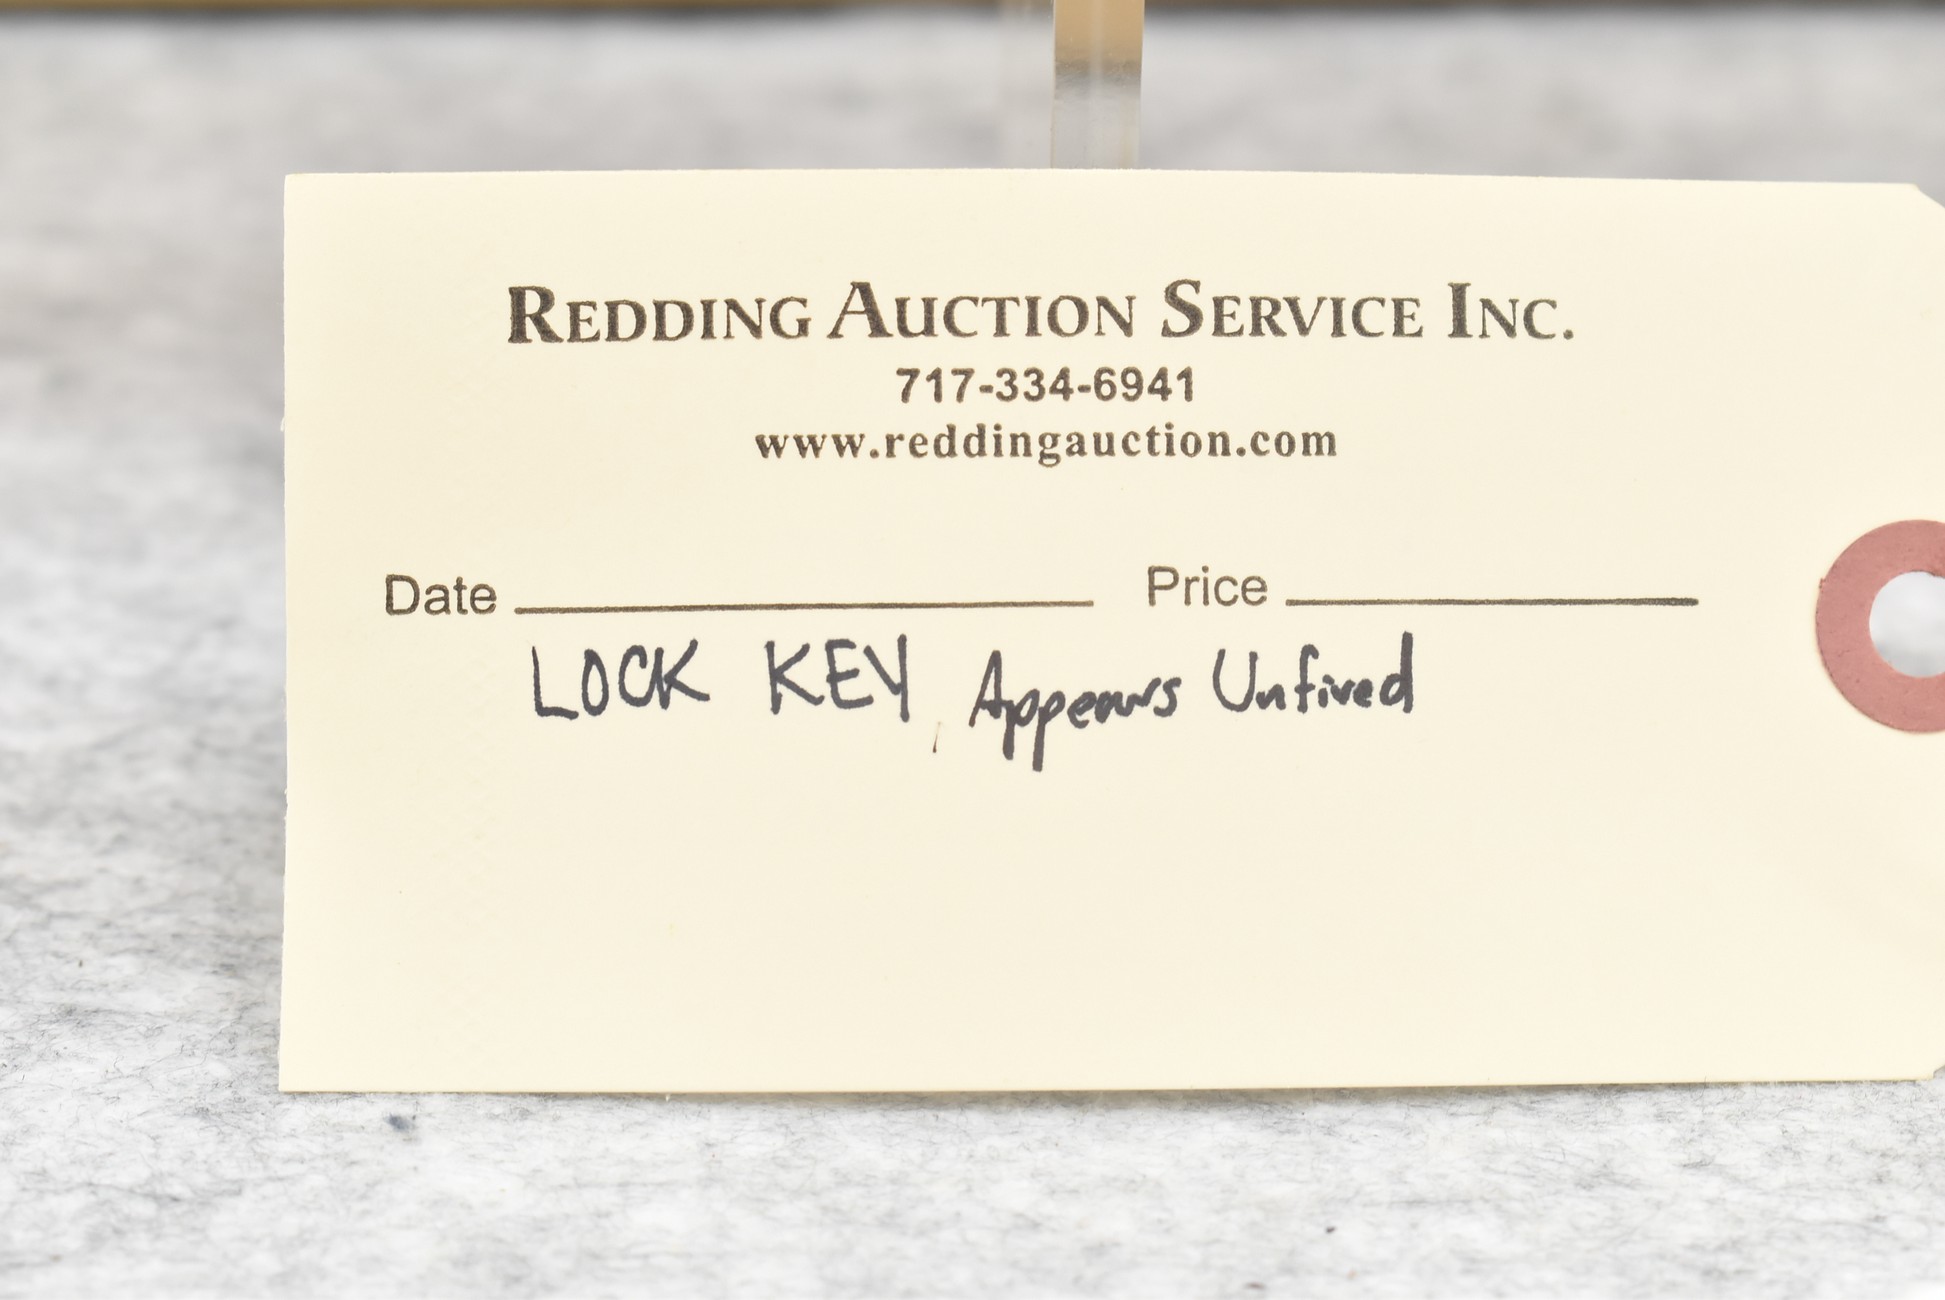 REDDING AUCTION SERVICE INC.
717-334-6941
www.reddingauction.com
Date Price
LOCK KEY, Appears Unfired